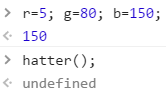 > r=5; g=80; b=150;
< 150
> hatter();
< undefined